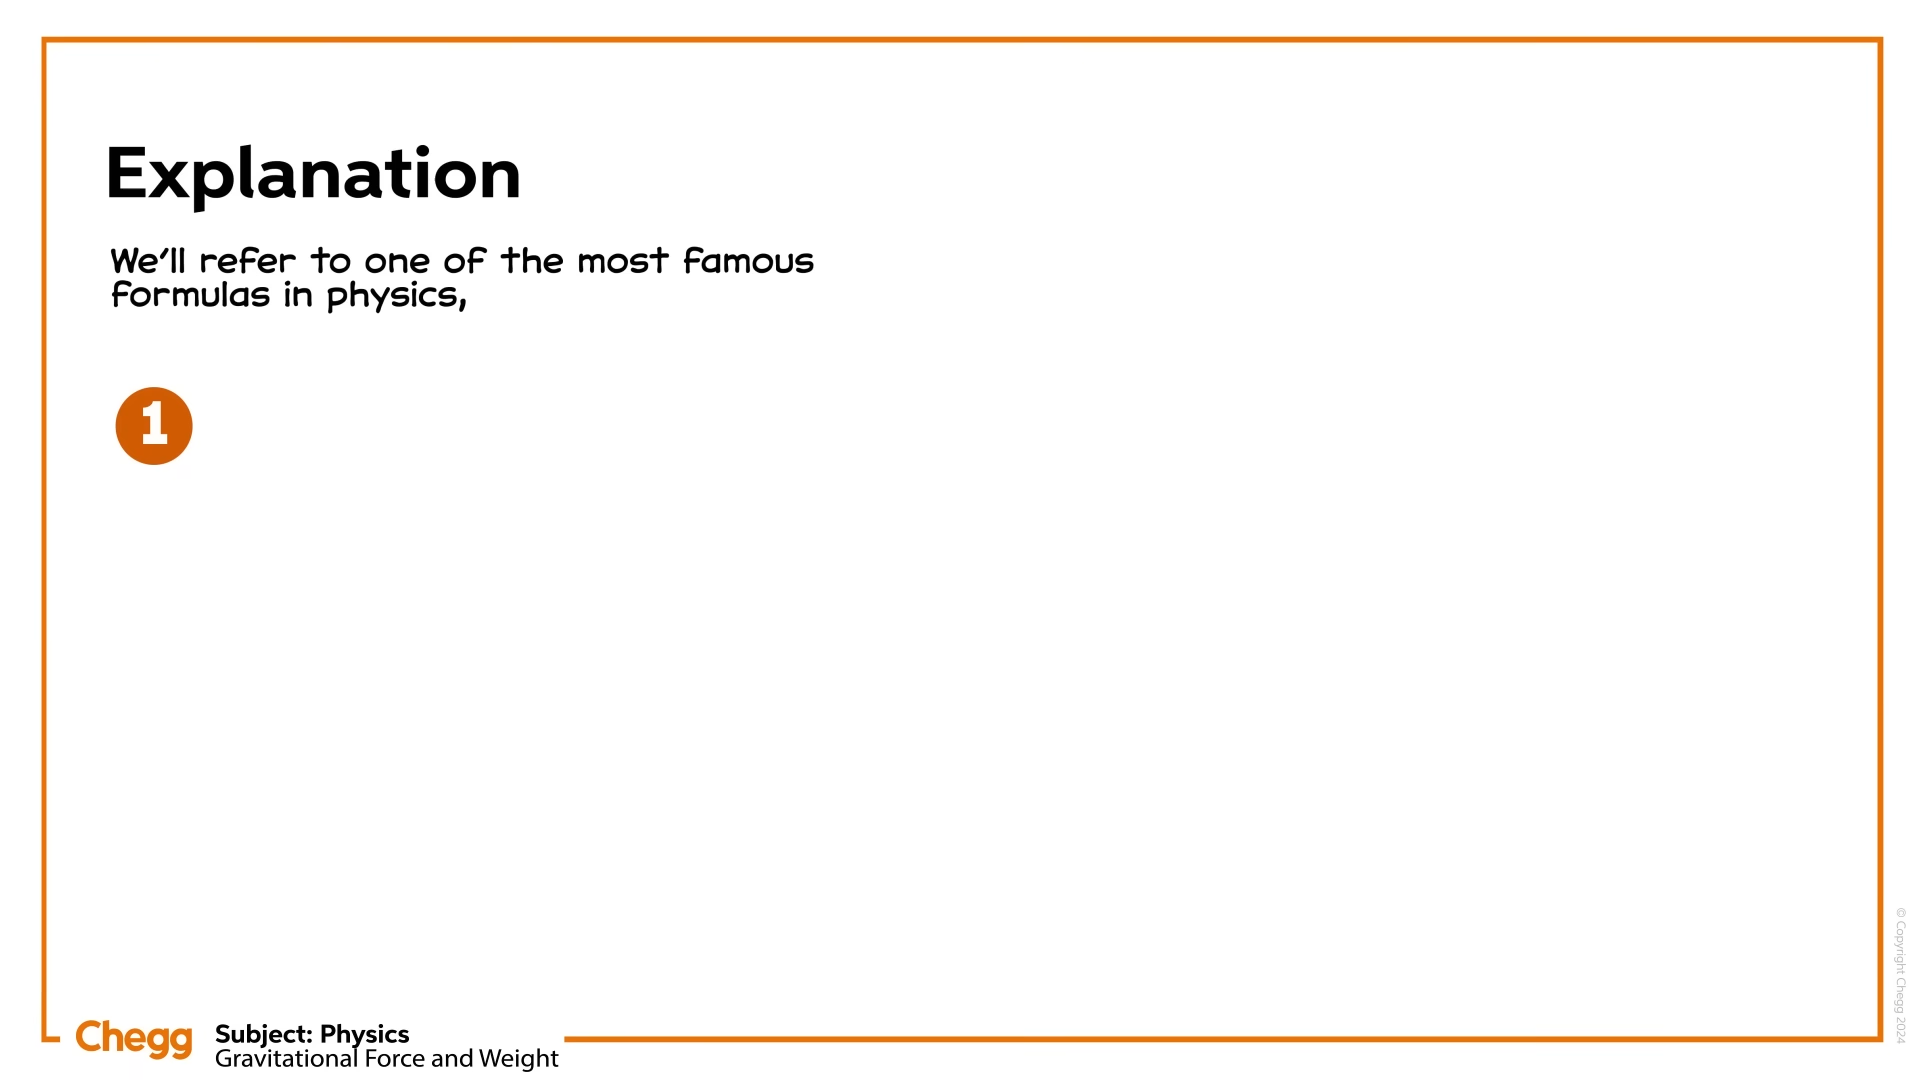 Explanation
We'll refer to one of the most famous
formulas in physics,
1
Chegg
Subject: Physics
Gravitational Force and Weight
© Copyright Chegg 2024